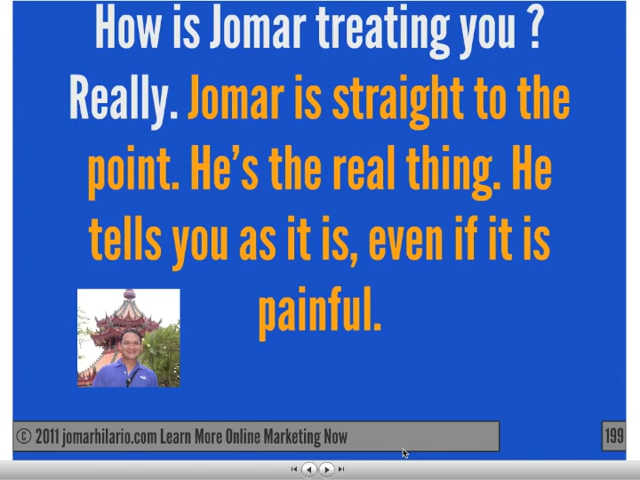 How is Jomar treating you ?
Really. Jomar is straight to the
point. He’s the real thing. He
tells you as it is, even if it is
painful.
© 2011 jomarhilario.com Learn More Online Marketing Now
199